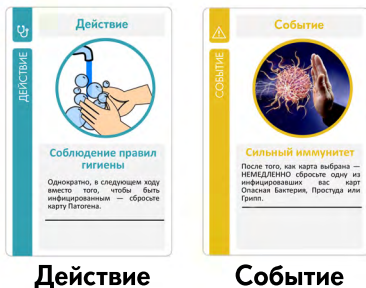 Действие
ДЕЙСТВИЕ
Соблюдение правил
гигиены
Однократно, в следующем ходу
вместо того, чтобы быть
инфицированным — сбросьте
карту Патогена.
Действие
Событие
СОБЫТИЕ
Сильный иммунитет
После того, как карта выбрана —
НЕМЕДЛЕННО сбросьте одну из
инфицировавших вас карт
Опасная Бактерия, Простуда или
Грипп.
Событие